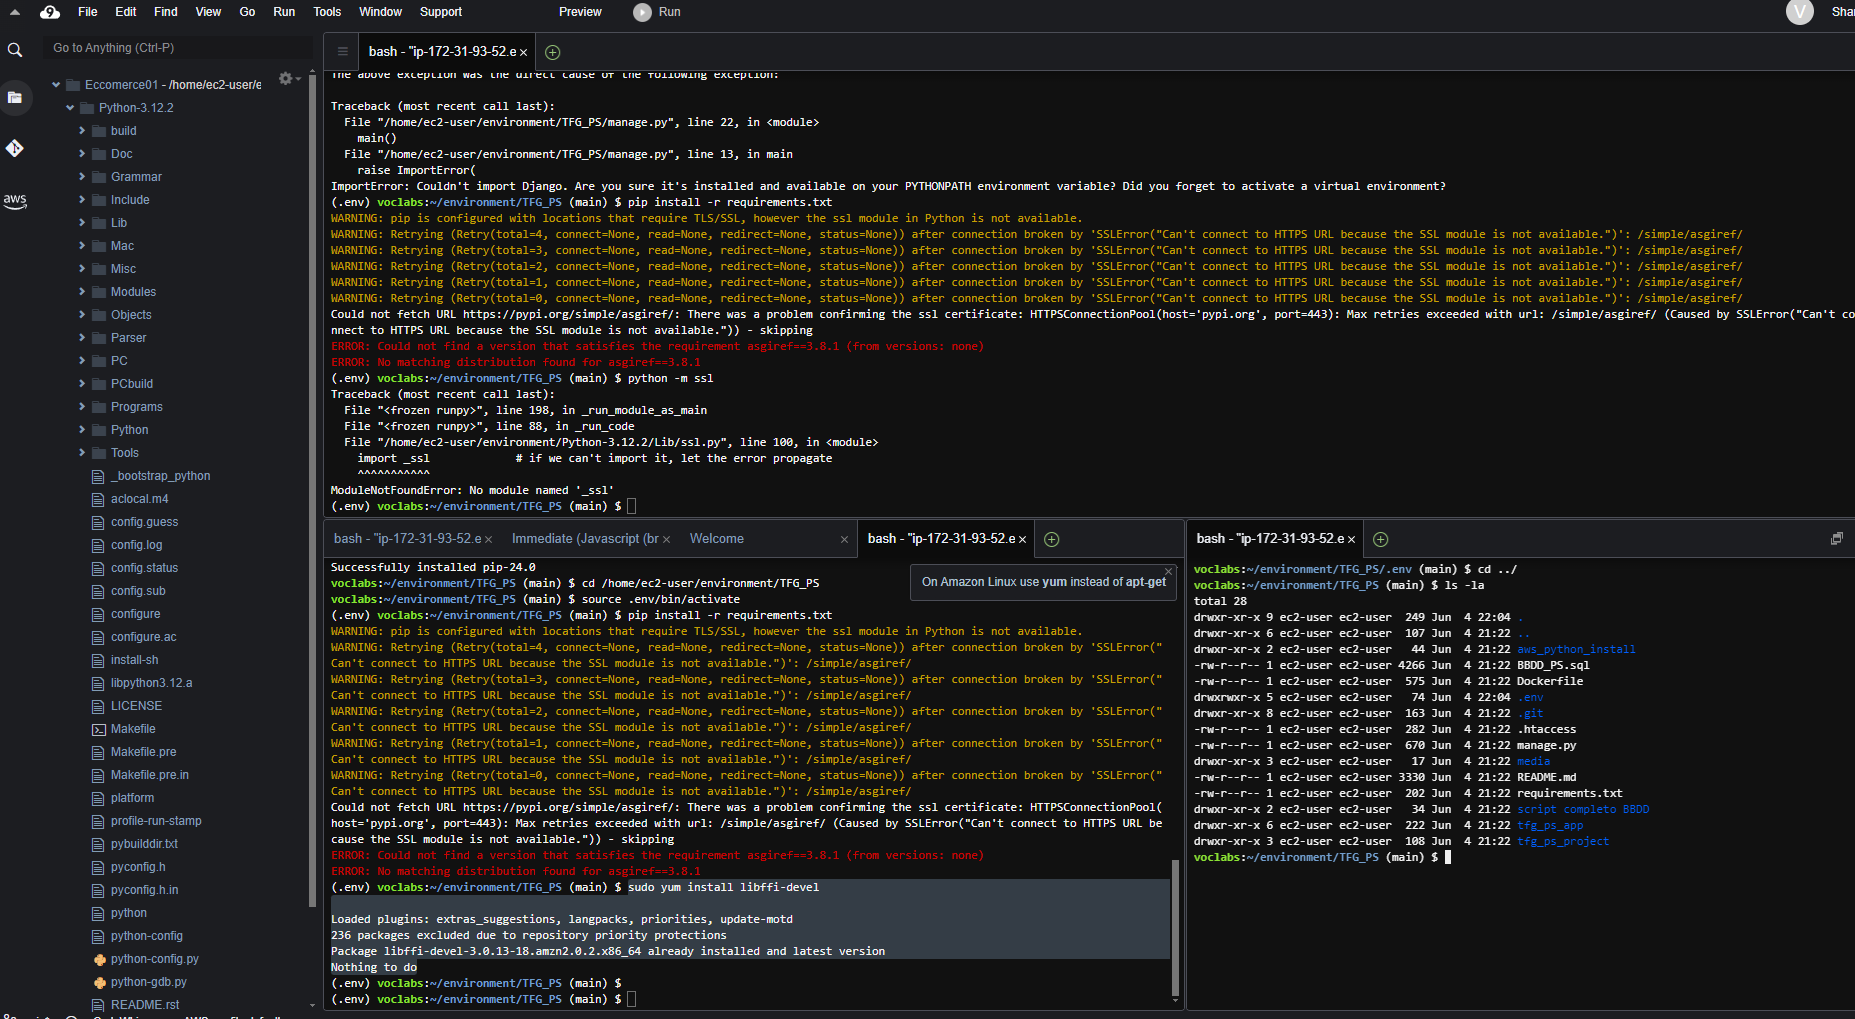 File Edit Find View Go Run Tools Window Support Preview Run V Shar
Go to Anything (Ctrl-P)
Eccomerce01 - /home/ec2-user/e
Python-3.12.2
build
Doc
Grammar
Include
Lib
Mac
Misc
Modules
Objects
Parser
PC
PCbuild
Programs
Python
Tools
_bootstrap_python
aclocal.m4
config.guess
config.log
config.status
config.sub
configure
configure.ac
install-sh
libpython3.12.a
LICENSE
Makefile
Makefile.pre
Makefile.pre.in
platform
profile-run-stamp
pybuilddir.txt
pyconfig.h
pyconfig.h.in
python
python-config
python-config.py
python-gdb.py
README.rst
aws
bash - "ip-172-31-93-52.e
The above exception was the direct cause of the following exception:
Traceback (most recent call last):
File "/home/ec2-user/environment/TFG_PS/manage.py", line 22, in <module>
main()
File "/home/ec2-user/environment/TFG_PS/manage.py", line 13, in main
raise ImportError(
ImportError: Couldn't import Django. Are you sure it's installed and available on your PYTHONPATH environment variable? Did you forget to activate a virtual environment?
(.env) voclabs:~/environment/TFG_PS (main) $ pip install -r requirements.txt
WARNING: pip is configured with locations that require TLS/SSL, however the ssl module in Python is not available.
WARNING: Retrying (Retry(total=4, connect=None, read=None, redirect=None, status=None)) after connection broken by 'SSLError("Can't connect to HTTPS URL because the SSL module is not available.")': /simple/asgiref/
WARNING: Retrying (Retry(total=3, connect=None, read=None, redirect=None, status=None)) after connection broken by 'SSLError("Can't connect to HTTPS URL because the SSL module is not available.")': /simple/asgiref/
WARNING: Retrying (Retry(total=2, connect=None, read=None, redirect=None, status=None)) after connection broken by 'SSLError("Can't connect to HTTPS URL because the SSL module is not available.")': /simple/asgiref/
WARNING: Retrying (Retry(total=1, connect=None, read=None, redirect=None, status=None)) after connection broken by 'SSLError("Can't connect to HTTPS URL because the SSL module is not available.")': /simple/asgiref/
WARNING: Retrying (Retry(total=0, connect=None, read=None, redirect=None, status=None)) after connection broken by 'SSLError("Can't connect to HTTPS URL because the SSL module is not available.")': /simple/asgiref/
Could not fetch URL https://pypi.org/simple/asgiref/: There was a problem confirming the ssl certificate: HTTPSConnectionPool(host='pypi.org', port=443): Max retries exceeded with url: /simple/asgiref/ (Caused by SSLError("Can't co
nnect to HTTPS URL because the SSL module is not available.")) - skipping
ERROR: Could not find a version that satisfies the requirement asgiref==3.8.1 (from versions: none)
ERROR: No matching distribution found for asgiref==3.8.1
(.env) voclabs:~/environment/TFG_PS (main) $ python -m ssl
Traceback (most recent call last):
File "<frozen runpy>", line 198, in _run_module_as_main
File "<frozen runpy>", line 88, in _run_code
File "/home/ec2-user/environment/Python-3.12.2/Lib/ssl.py", line 100, in <module>
import _ssl # if we can't import it, let the error propagate
^^^^^^^^^^^
ModuleNotFoundError: No module named '_ssl'
(.env) voclabs:~/environment/TFG_PS (main) $
bash - "ip-172-31-93-52.e Immediate (Javascript (br Welcome bash - "ip-172-31-93-52.e
Successfully installed pip-24.0
voclabs:~/environment/TFG_PS (main) $ cd /home/ec2-user/environment/TFG_PS
voclabs:~/environment/TFG_PS (main) $ source .env/bin/activate
(.env) voclabs:~/environment/TFG_PS (main) $ pip install -r requirements.txt
WARNING: pip is configured with locations that require TLS/SSL, however the ssl module in Python is not available.
WARNING: Retrying (Retry(total=4, connect=None, read=None, redirect=None, status=None)) after connection broken by 'SSLError("
Can't connect to HTTPS URL because the SSL module is not available.")': /simple/asgiref/
WARNING: Retrying (Retry(total=3, connect=None, read=None, redirect=None, status=None)) after connection broken by 'SSLError("
Can't connect to HTTPS URL because the SSL module is not available.")': /simple/asgiref/
WARNING: Retrying (Retry(total=2, connect=None, read=None, redirect=None, status=None)) after connection broken by 'SSLError("
Can't connect to HTTPS URL because the SSL module is not available.")': /simple/asgiref/
WARNING: Retrying (Retry(total=1, connect=None, read=None, redirect=None, status=None)) after connection broken by 'SSLError("
Can't connect to HTTPS URL because the SSL module is not available.")': /simple/asgiref/
WARNING: Retrying (Retry(total=0, connect=None, read=None, redirect=None, status=None)) after connection broken by 'SSLError("
Can't connect to HTTPS URL because the SSL module is not available.")': /simple/asgiref/
Could not fetch URL https://pypi.org/simple/asgiref/: There was a problem confirming the ssl certificate: HTTPSConnectionPool(
host='pypi.org', port=443): Max retries exceeded with url: /simple/asgiref/ (Caused by SSLError("Can't connect to HTTPS URL be
cause the SSL module is not available.")) - skipping
ERROR: Could not find a version that satisfies the requirement asgiref==3.8.1 (from versions: none)
ERROR: No matching distribution found for asgiref==3.8.1
(.env) voclabs:~/environment/TFG_PS (main) $ sudo yum install libffi-devel
Loaded plugins: extras_suggestions, langpacks, priorities, update-motd
236 packages excluded due to repository priority protections
Package libffi-devel-3.0.13-18.amzn2.0.2.x86_64 already installed and latest version
Nothing to do
(.env) voclabs:~/environment/TFG_PS (main) $
(.env) voclabs:~/environment/TFG_PS (main) $
On Amazon Linux use yum instead of apt-get
bash - "ip-172-31-93-52.e
voclabs:~/environment/TFG_PS/.env (main) $ cd ../
voclabs:~/environment/TFG_PS (main) $ ls -la
total 28
drwxr-xr-x 9 ec2-user ec2-user 249 Jun 4 22:04 .
drwxr-xr-x 6 ec2-user ec2-user 107 Jun 4 21:22 ..
drwxr-xr-x 2 ec2-user ec2-user 44 Jun 4 21:22 aws_python_install
-rw-r--r-- 1 ec2-user ec2-user 4266 Jun 4 21:22 BBDD_PS.sql
-rw-r--r-- 1 ec2-user ec2-user 575 Jun 4 21:22 Dockerfile
drwxrwxr-x 5 ec2-user ec2-user 74 Jun 4 22:04 .env
drwxr-xr-x 8 ec2-user ec2-user 163 Jun 4 21:22 .git
-rw-r--r-- 1 ec2-user ec2-user 282 Jun 4 21:22 .htaccess
-rw-r--r-- 1 ec2-user ec2-user 670 Jun 4 21:22 manage.py
drwxr-xr-x 3 ec2-user ec2-user 17 Jun 4 21:22 media
-rw-r--r-- 1 ec2-user ec2-user 3330 Jun 4 21:22 README.md
-rw-r--r-- 1 ec2-user ec2-user 202 Jun 4 21:22 requirements.txt
drwxr-xr-x 2 ec2-user ec2-user 34 Jun 4 21:22 script completo BBDD
drwxr-xr-x 6 ec2-user ec2-user 222 Jun 4 21:22 tfg_ps_app
drwxr-xr-x 3 ec2-user ec2-user 108 Jun 4 21:22 tfg_ps_project
voclabs:~/environment/TFG_PS (main) $